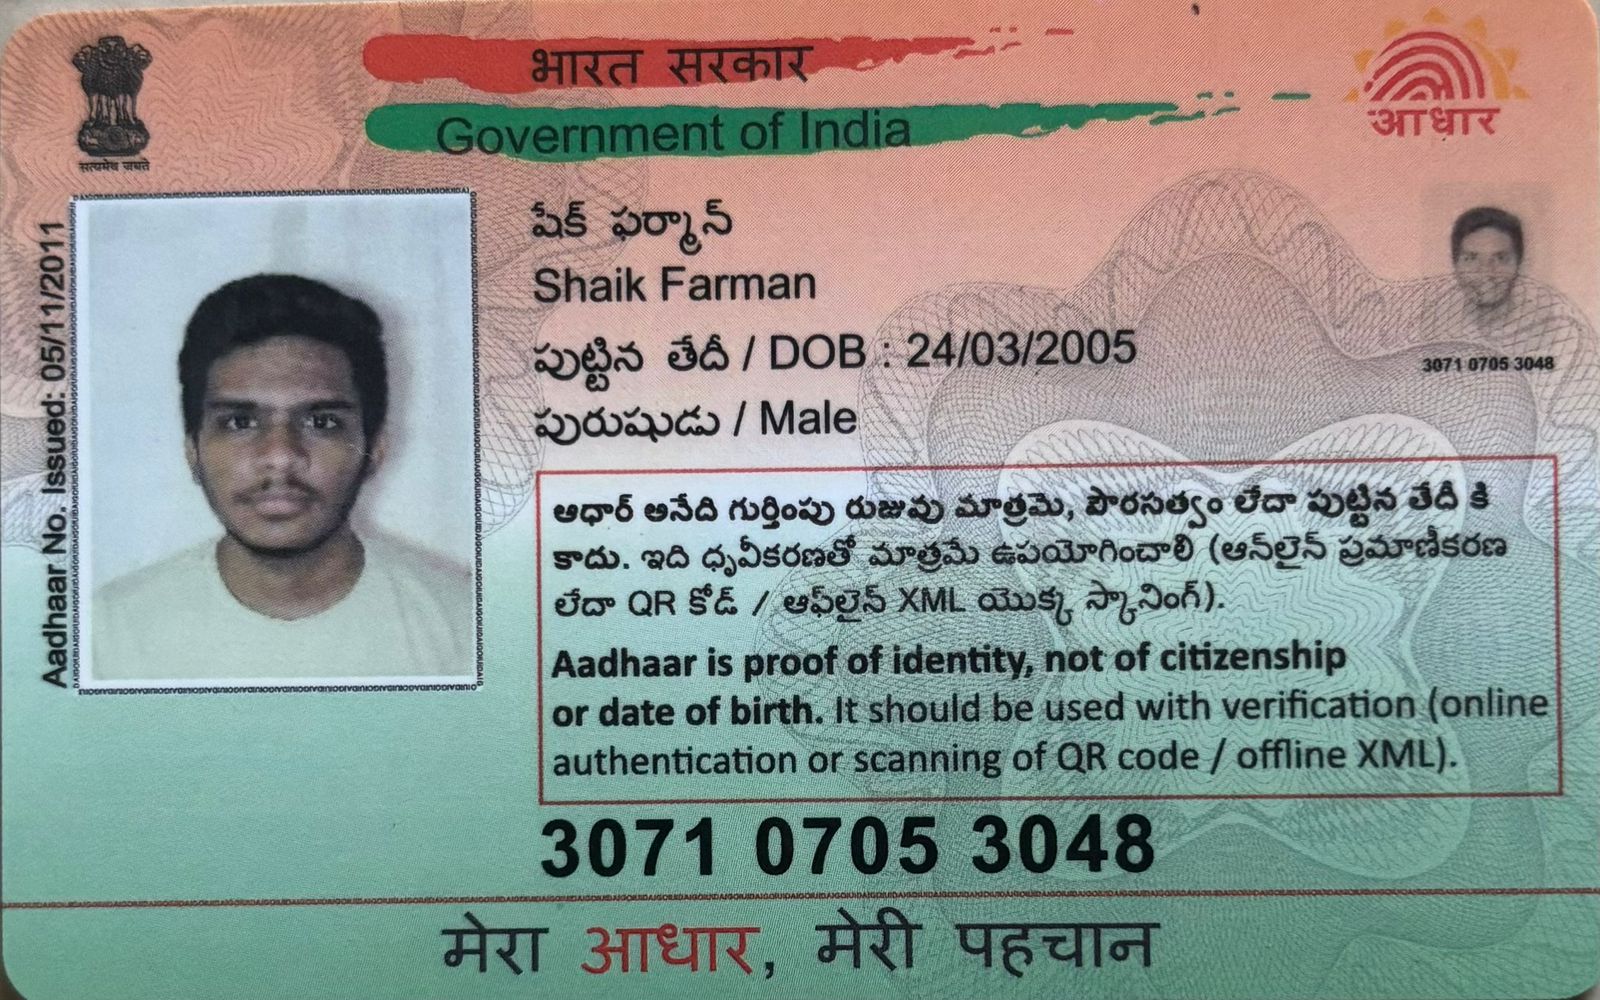 भारत सरकार
Government of India
आधार
सत्यमेव जयते
Aadhaar No. Issued: 05/11/2011
షేక్ ఫర్మాన్
Shaik Farman
పుట్టిన తేదీ / DOB : 24/03/2005
పురుషుడు / Male
3071 0705 3048
ఆధార్ అనేది గుర్తింపు రుజువు మాత్రమె, పౌరసత్వం లేదా పుట్టిన తేదీ కి
కాదు. ఇది ధృవీకరణతో మాత్రమే ఉపయోగించాలి (ఆన్‌లైన్ ప్రమాణీకరణ
లేదా QR కోడ్ / ఆఫ్‌లైన్ XML యొక్క స్కానింగ్).
Aadhaar is proof of identity, not of citizenship
or date of birth. It should be used with verification (online
authentication or scanning of QR code / offline XML).
3071 0705 3048
मेरा आधार, मेरी पहचान